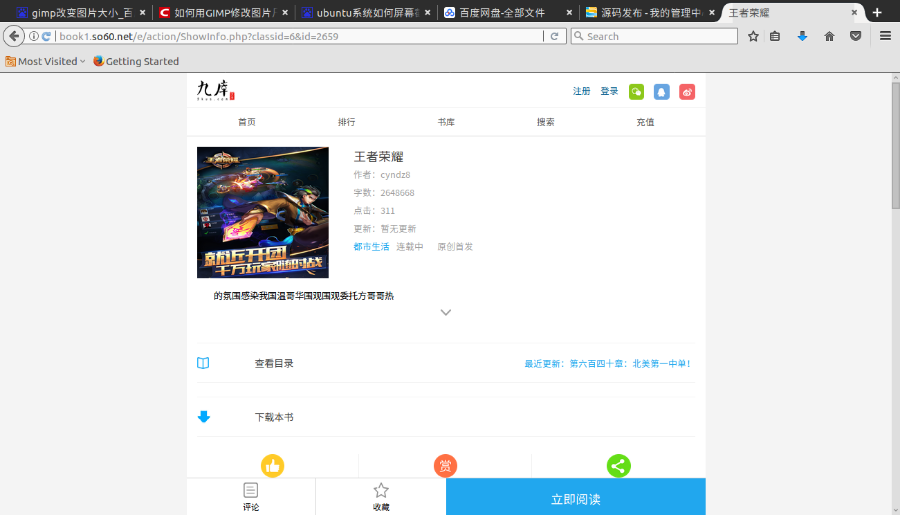 gimp改变图片大小_百
如何用GIMP修改图片
ubuntu系统如何屏幕
百度网盘-全部文件
源码发布 - 我的管理中
王者荣耀
book1.so60.net/e/action/ShowInfo.php?classid=6&id=2659
Search
Most Visited
Getting Started
九库
注册 登录
首页 排行 书库 搜索 充值
王者荣耀
作者：cyndz8
字数：2648668
点击：311
更新：暂无更新
都市生活 连载中 原创首发
就近开团
千万玩家随时对战
的氛围感染我国温哥华围观围观委托方哥哥热
查看目录
最近更新：第六百四十章：北美第一中单！
下载本书
赏
评论
收藏
立即阅读